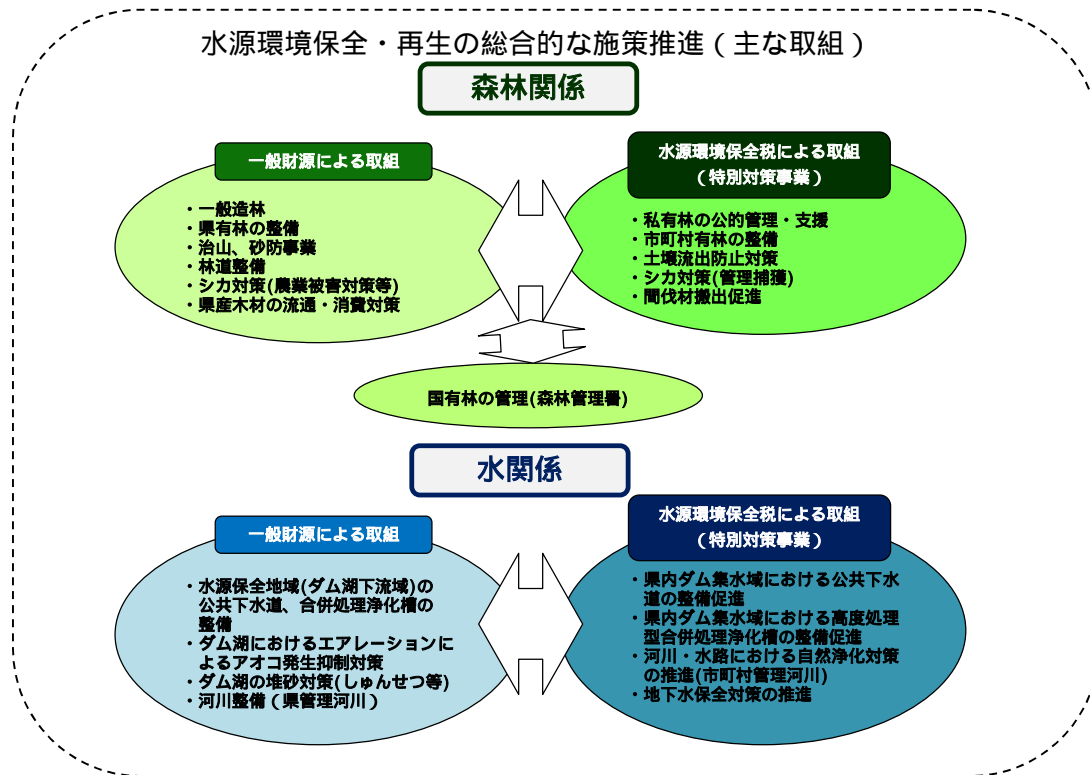 水源環境保全・再生の総合的な施策推進（主な取組）
森林関係
一般財源による取組
・一般造林
・県有林の整備
・治山、砂防事業
・林道整備
・シカ対策(農業被害対策等)
・県産木材の流通・消費対策
水源環境保全税による取組
（特別対策事業）
・私有林の公的管理・支援
・市町村有林の整備
・土壌流出防止対策
・シカ対策(管理捕獲)
・間伐材搬出促進
国有林の管理(森林管理署)
水関係
一般財源による取組
・水源保全地域(ダム湖下流域)の
公共下水道、合併処理浄化槽の
整備
・ダム湖におけるエアレーションに
よるアオコ発生抑制対策
・ダム湖の堆砂対策(しゅんせつ等)
・河川整備（県管理河川）
水源環境保全税による取組
（特別対策事業）
・県内ダム集水域における公共下水
道の整備促進
・県内ダム集水域における高度処理
型合併処理浄化槽の整備促進
・河川・水路における自然浄化対策
の推進(市町村管理河川)
・地下水保全対策の推進